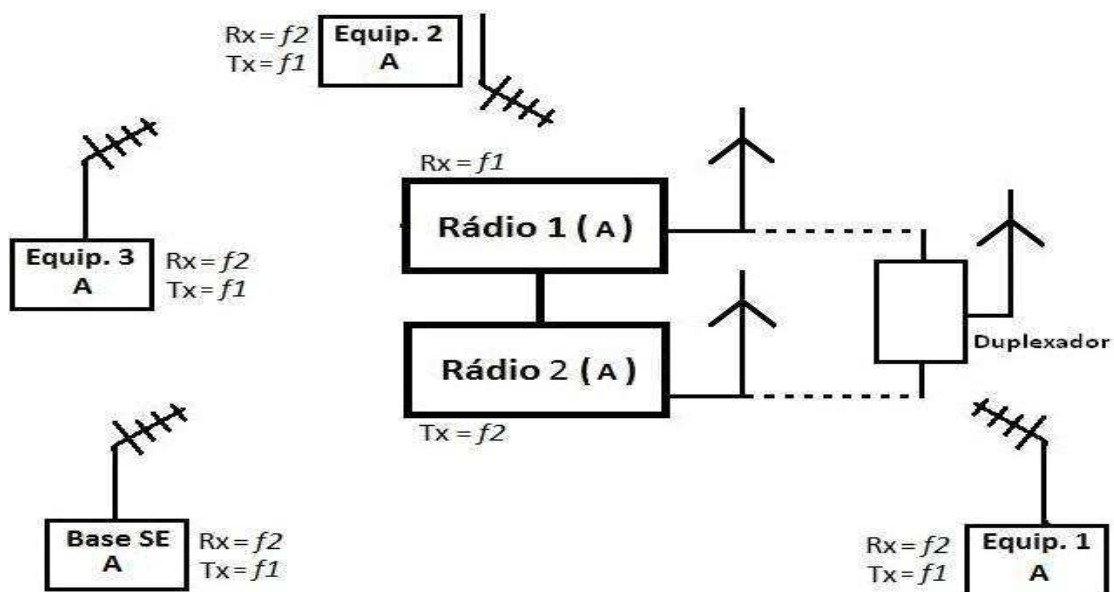 Rx = f2
Tx = f1
Equip. 2
A
Rx = f1
Rádio 1 (A)
Equip. 3
A
Rx = f2
Tx = f1
Rádio 2 (A)
Tx = f2
Duplexador
Base SE
A
Rx = f2
Tx = f1
Rx = f2
Tx = f1
Equip. 1
A